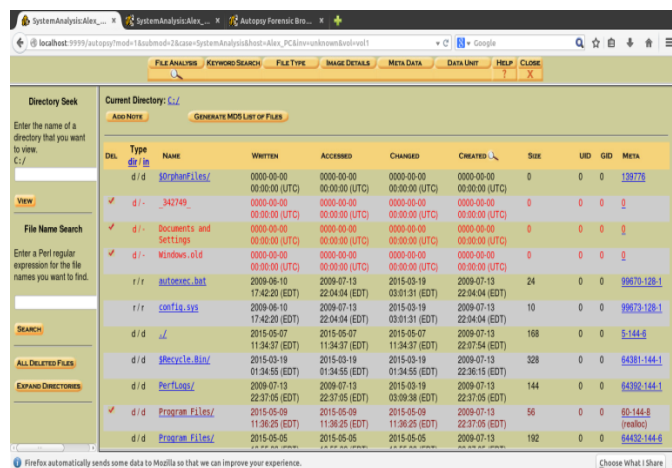 SystemAnalysis:Alex_... × SystemAnalysis:Alex_... × Autopsy Forensic Bro... ×
localhost:9999/autopsy?mod=1&submod=2&case=SystemAnalysis&host=Alex_PC&inv=unknown&vol=vol1 Google
FILE ANALYSIS KEYWORD SEARCH FILE TYPE IMAGE DETAILS META DATA DATA UNIT HELP CLOSE
? X
Directory Seek
Enter the name of a
directory that you want
to view.
C:/
VIEW
File Name Search
Enter a Perl regular
expression for the file
names you want to find.
SEARCH
ALL DELETED FILES
EXPAND DIRECTORIES
Current Directory: C:/
ADD NOTE GENERATE MD5 LIST OF FILES
DEL Type NAME WRITTEN ACCESSED CHANGED CREATED SIZE UID GID META
dir / in
d / d $OrphanFiles/ 0000-00-00 0000-00-00 0000-00-00 0000-00-00 0 0 0 139776
00:00:00 (UTC) 00:00:00 (UTC) 00:00:00 (UTC) 00:00:00 (UTC)
d / - _342749_ 0000-00-00 0000-00-00 0000-00-00 0000-00-00 0 0 0 0
00:00:00 (UTC) 00:00:00 (UTC) 00:00:00 (UTC) 00:00:00 (UTC)
d / - Documents and 0000-00-00 0000-00-00 0000-00-00 0000-00-00 0 0 0 0
Settings 00:00:00 (UTC) 00:00:00 (UTC) 00:00:00 (UTC) 00:00:00 (UTC)
d / - Windows.old 0000-00-00 0000-00-00 0000-00-00 0000-00-00 0 0 0 0
00:00:00 (UTC) 00:00:00 (UTC) 00:00:00 (UTC) 00:00:00 (UTC)
r / r autoexec.bat 2009-06-10 2009-07-13 2015-03-19 2009-07-13 24 0 0 99670-128-1
17:42:20 (EDT) 22:04:04 (EDT) 03:01:31 (EDT) 22:04:04 (EDT)
r / r config.sys 2009-06-10 2009-07-13 2015-03-19 2009-07-13 10 0 0 99673-128-1
17:42:20 (EDT) 22:04:04 (EDT) 03:01:31 (EDT) 22:04:04 (EDT)
d / d ./ 2015-05-07 2015-05-07 2015-05-07 2009-07-13 168 0 0 5-144-6
11:34:37 (EDT) 11:34:37 (EDT) 11:34:37 (EDT) 22:07:54 (EDT)
d / d $Recycle.Bin/ 2015-03-19 2015-03-19 2015-03-19 2009-07-13 328 0 0 64381-144-1
01:34:55 (EDT) 01:34:55 (EDT) 01:34:55 (EDT) 22:36:15 (EDT)
d / d PerfLogs/ 2009-07-13 2009-07-13 2015-03-19 2009-07-13 144 0 0 64392-144-1
22:37:05 (EDT) 22:37:05 (EDT) 03:09:38 (EDT) 22:37:05 (EDT)
d / d Program Files/ 2015-05-09 2015-05-09 2015-05-09 2009-07-13 56 0 0 60-144-8
11:36:25 (EDT) 11:36:25 (EDT) 11:36:25 (EDT) 22:37:05 (EDT) (realloc)
d / d Program Files/ 2015-05-05 2015-05-05 2015-05-05 2009-07-13 192 0 0 64432-144-6
Firefox automatically sends some data to Mozilla so that we can improve your experience. Choose What I Share